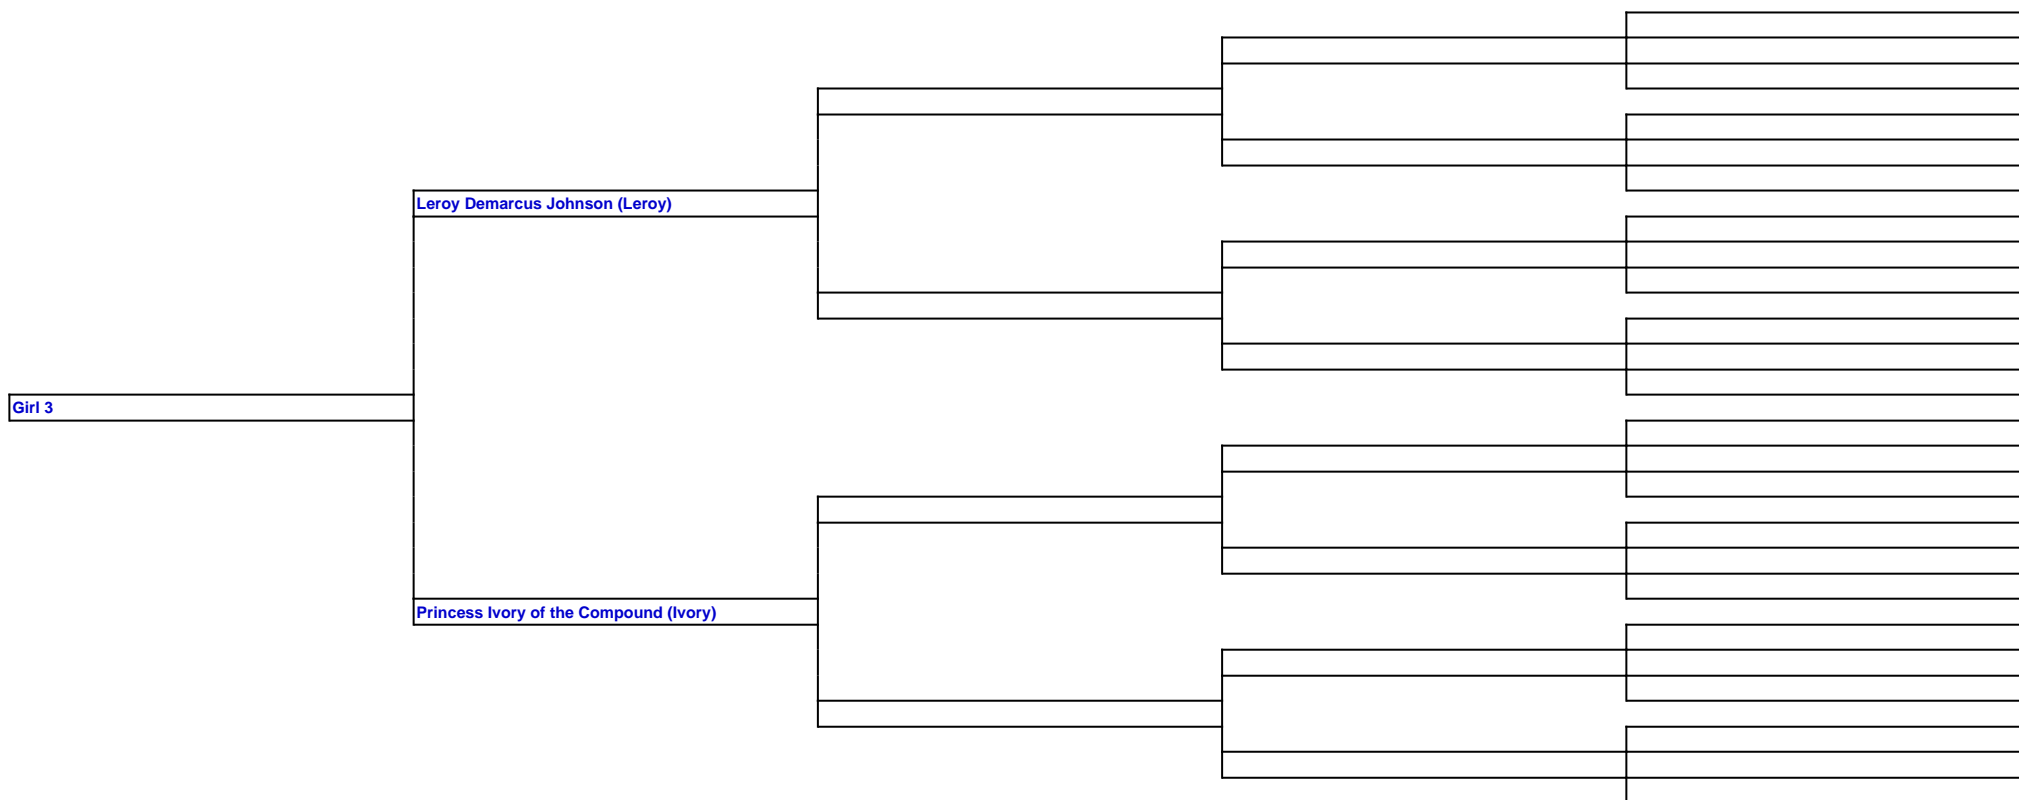 Leroy Demarcus Johnson (Leroy)
Girl 3
Princess Ivory of the Compound (Ivory)